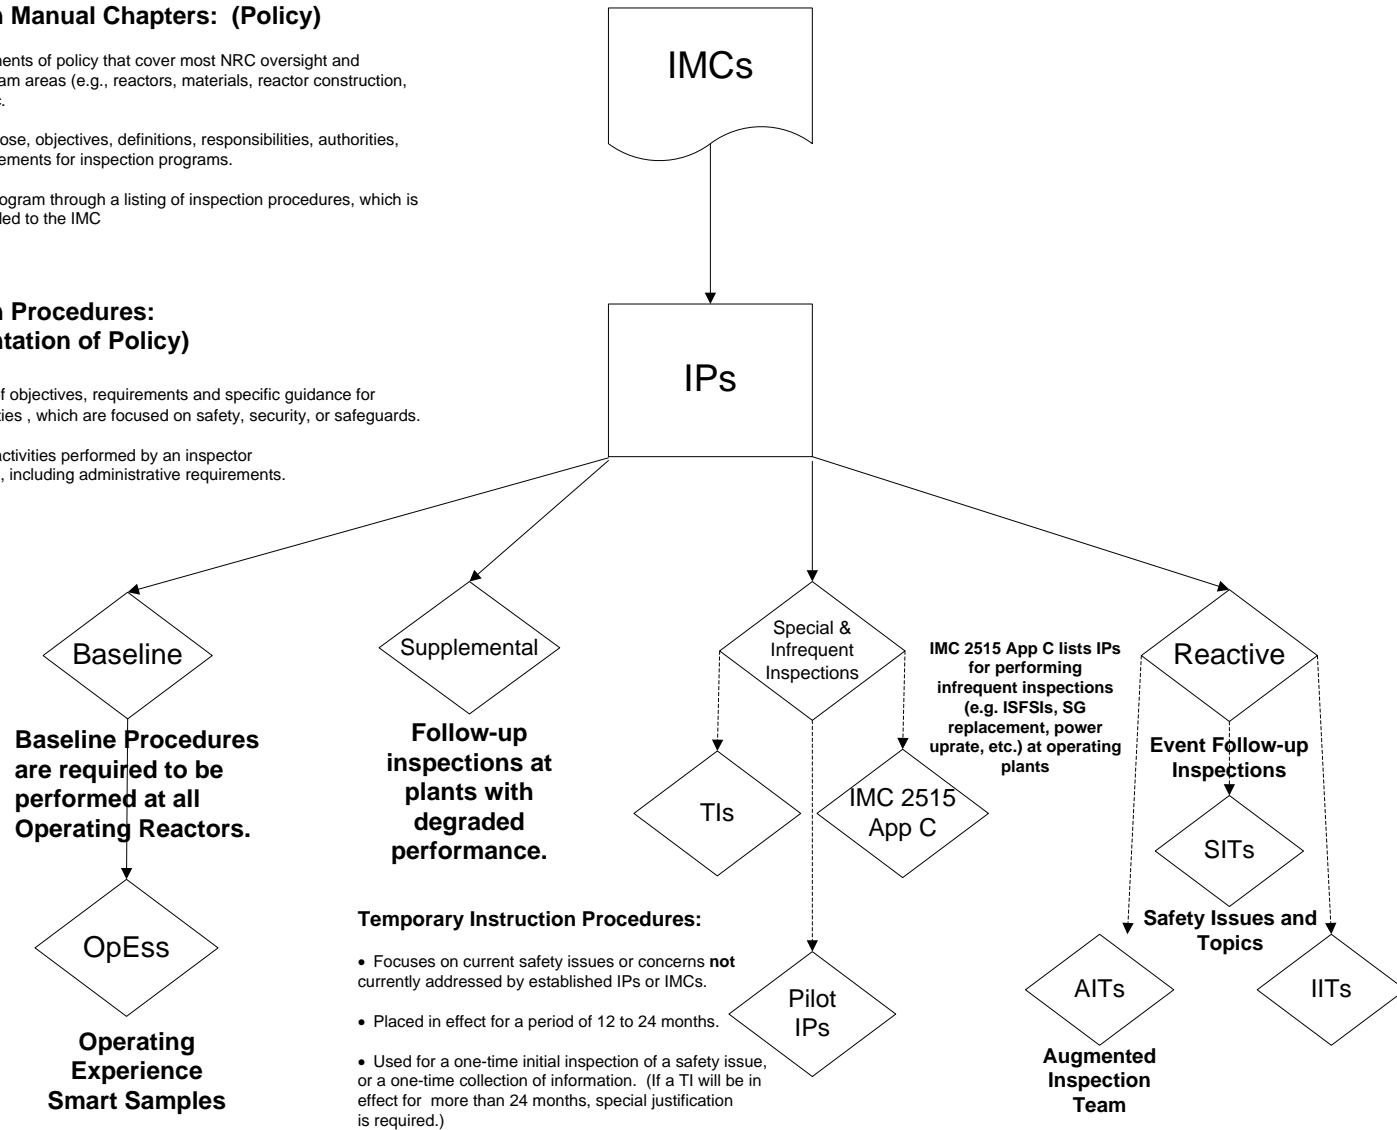 n Manual Chapters:  (Policy)
ents of policy that cover most NRC oversight and
am areas (e.g., reactors, materials, reactor construction,
c.
ose, objectives, definitions, responsibilities, authorities,
ements for inspection programs.
ogram through a listing of inspection procedures, which is
led to the IMC
IMCs
n Procedures:
ntation of Policy)
f objectives, requirements and specific guidance for
ties , which are focused on safety, security, or safeguards.
activities performed by an inspector
, including administrative requirements.
IPs
Baseline
Baseline Procedures
are required to be
performed at all
Operating Reactors.
OpEss
Operating
Experience
Smart Samples
Supplemental
Follow-up
inspections at
plants with
degraded
performance.
Special &
Infrequent
Inspections
IMC 2515 App C lists IPs
for performing
infrequent inspections
(e.g. ISFSIs, SG
replacement, power
uprate, etc.) at operating
plants
TIs
IMC 2515
App C
Pilot
IPs
Temporary Instruction Procedures:
• Focuses on current safety issues or concerns not
currently addressed by established IPs or IMCs.
• Placed in effect for a period of 12 to 24 months.
• Used for a one-time initial inspection of a safety issue,
or a one-time collection of information.  (If a TI will be in
effect for  more than 24 months, special justification
is required.)
Reactive
Event Follow-up
Inspections
SITs
Safety Issues and
Topics
AITs
Augmented
Inspection
Team
IITs